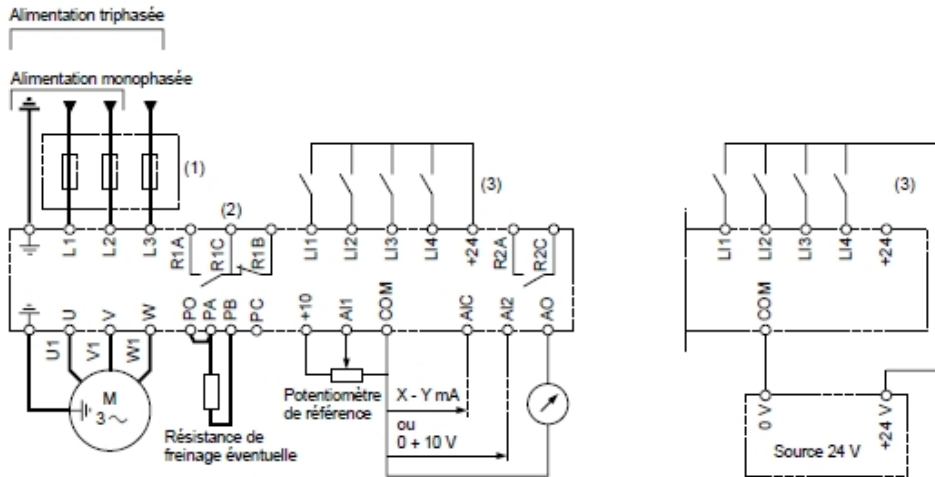 Alimentation triphasée
Alimentation monophasée
(1)
(2)
(3)
(3)
L1 L2 L3 R1A R1C R1B LI1 LI2 LI3 LI4 +24 R2A R2C
LI1 LI2 LI3 LI4 +24
U V W PO PA PB PC +10 AI1 COM AIC AI2 AO
COM
U1 V1 W1
M
3
Potentiomètre
de référence
X - Y mA
ou
0 + 10 V
Résistance de
freinage éventuelle
0 V +24 V
Source 24 V